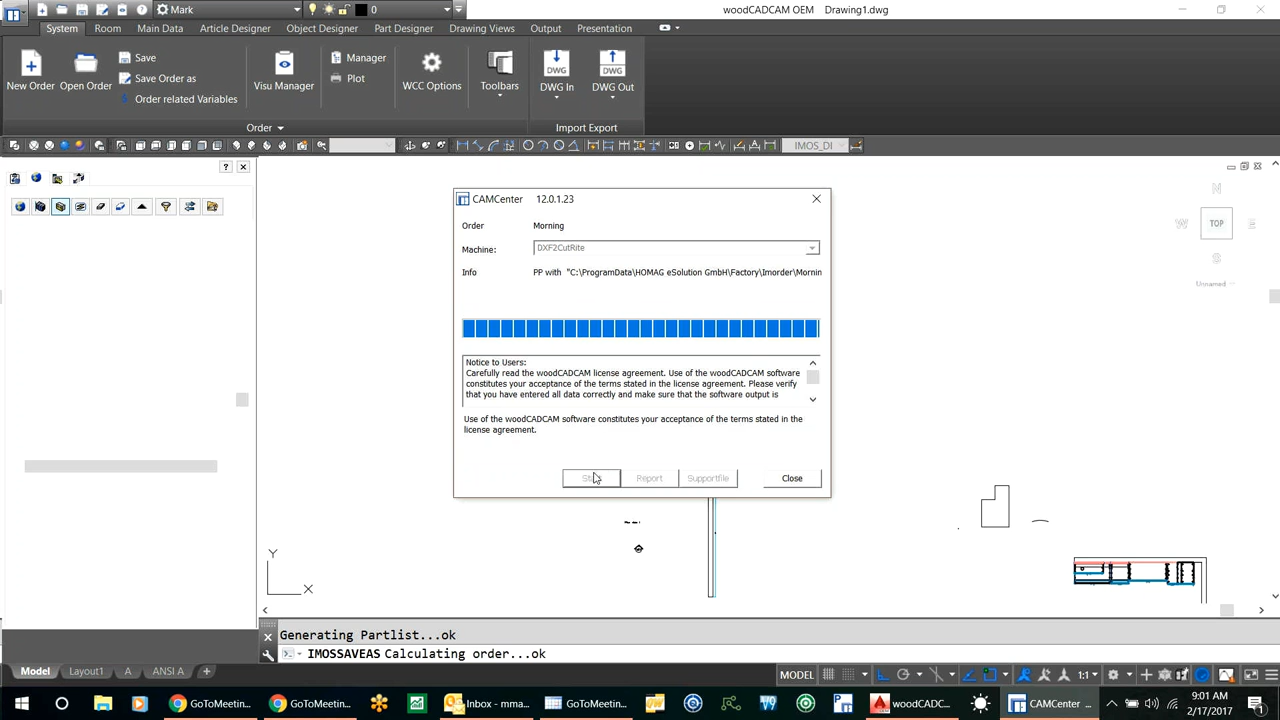 Mark
0
woodCADCAM OEM Drawing1.dwg
System Room Main Data Article Designer Object Designer Part Designer Drawing Views Output Presentation
New Order
Open Order
Save
Save Order as
Order related Variables
Visu Manager
Manager
Plot
WCC Options
Toolbars
DWG In
DWG Out
Order
Import Export
IMOS_DI
CAMCenter 12.0.1.23
Order Morning
Machine: DXF2CutRite
Info PP with "C:\ProgramData\HOMAG eSolution GmbH\Factory\Imorder\Mornin
Notice to Users:
Carefully read the woodCADCAM license agreement. Use of the woodCADCAM software
constitutes your acceptance of the terms stated in the license agreement. Please verify
that you have entered all data correctly and make sure that the software output is
Use of the woodCADCAM software constitutes your acceptance of the terms stated in the
license agreement.
Report Supportfile Close
M
W TOP E
S
Unnamed
Y
X
Generating Partlist...ok
IMOSSAVEAS Calculating order...ok
Model Layout1 A ANSI A +
MODEL 1:1
GoToMeetin... GoToMeetin... Inbox - mma... GoToMeetin... woodCADC... CAMCenter ...
9:01 AM
2/17/2017